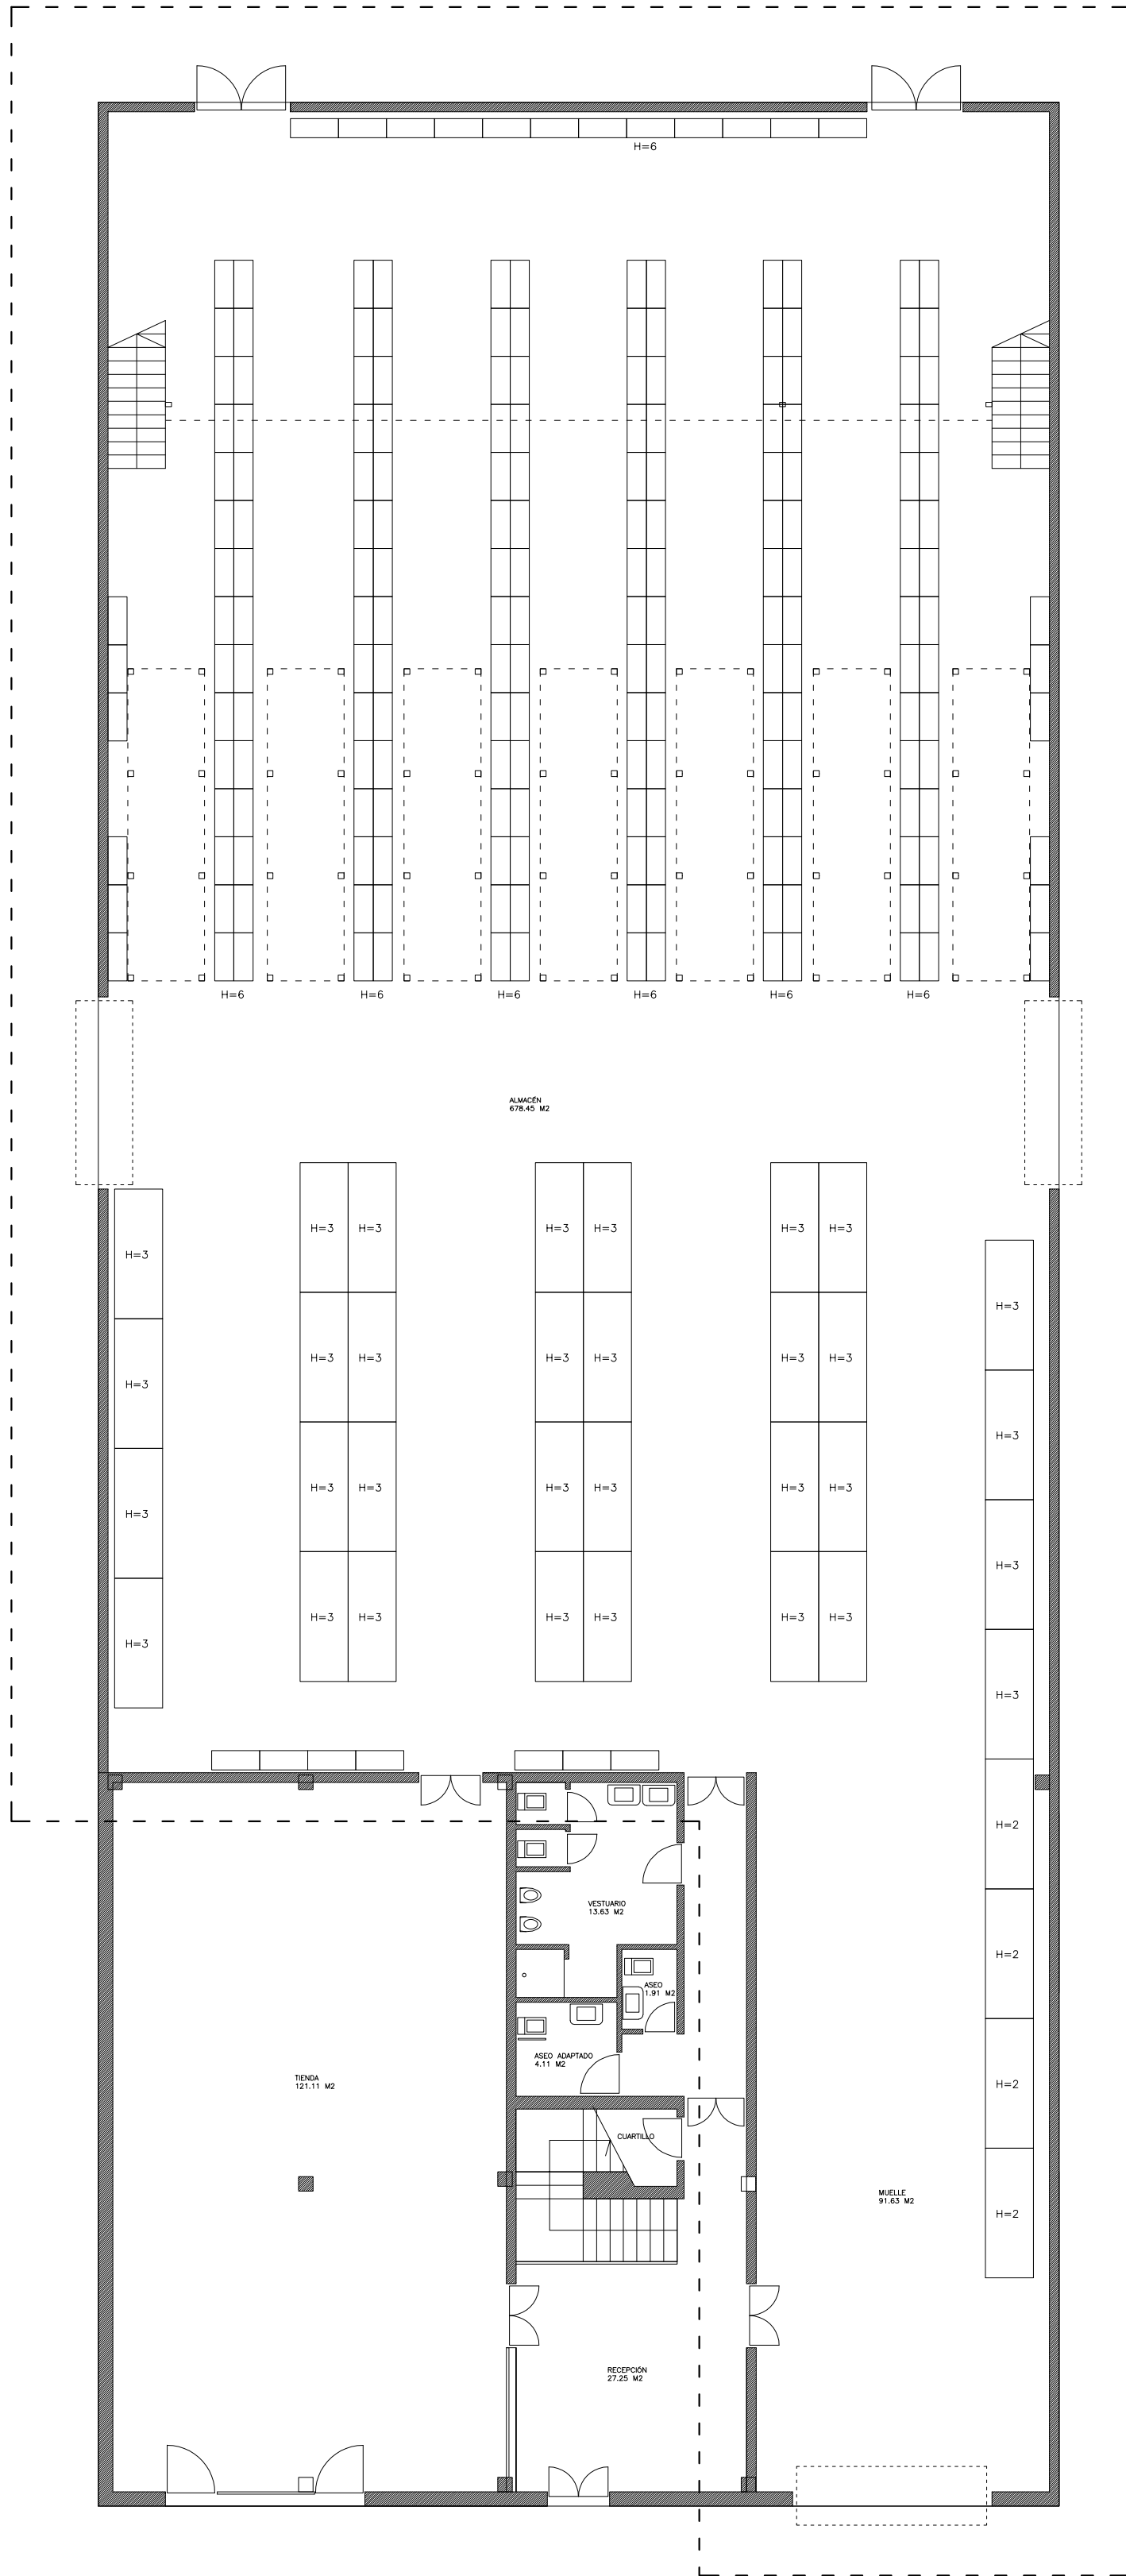 H=6
H=6 H=6 H=6 H=6 H=6 H=6
ALMACÉN
678.45 M2
H=3 H=3 H=3 H=3 H=3 H=3
H=3
H=3
H=3 H=3 H=3 H=3 H=3 H=3
H=3
H=3
H=3 H=3 H=3 H=3 H=3 H=3
H=3
H=3
H=3 H=3 H=3 H=3 H=3 H=3
H=3
H=3
H=2
VESTUARIO
13.63 M2
H=2
ASEO
1.91 M2
ASEO ADAPTADO
4.11 M2
TIENDA
121.11 M2
H=2
CUARTILLO
MUELLE
91.63 M2
H=2
RECEPCIÓN
27.25 M2